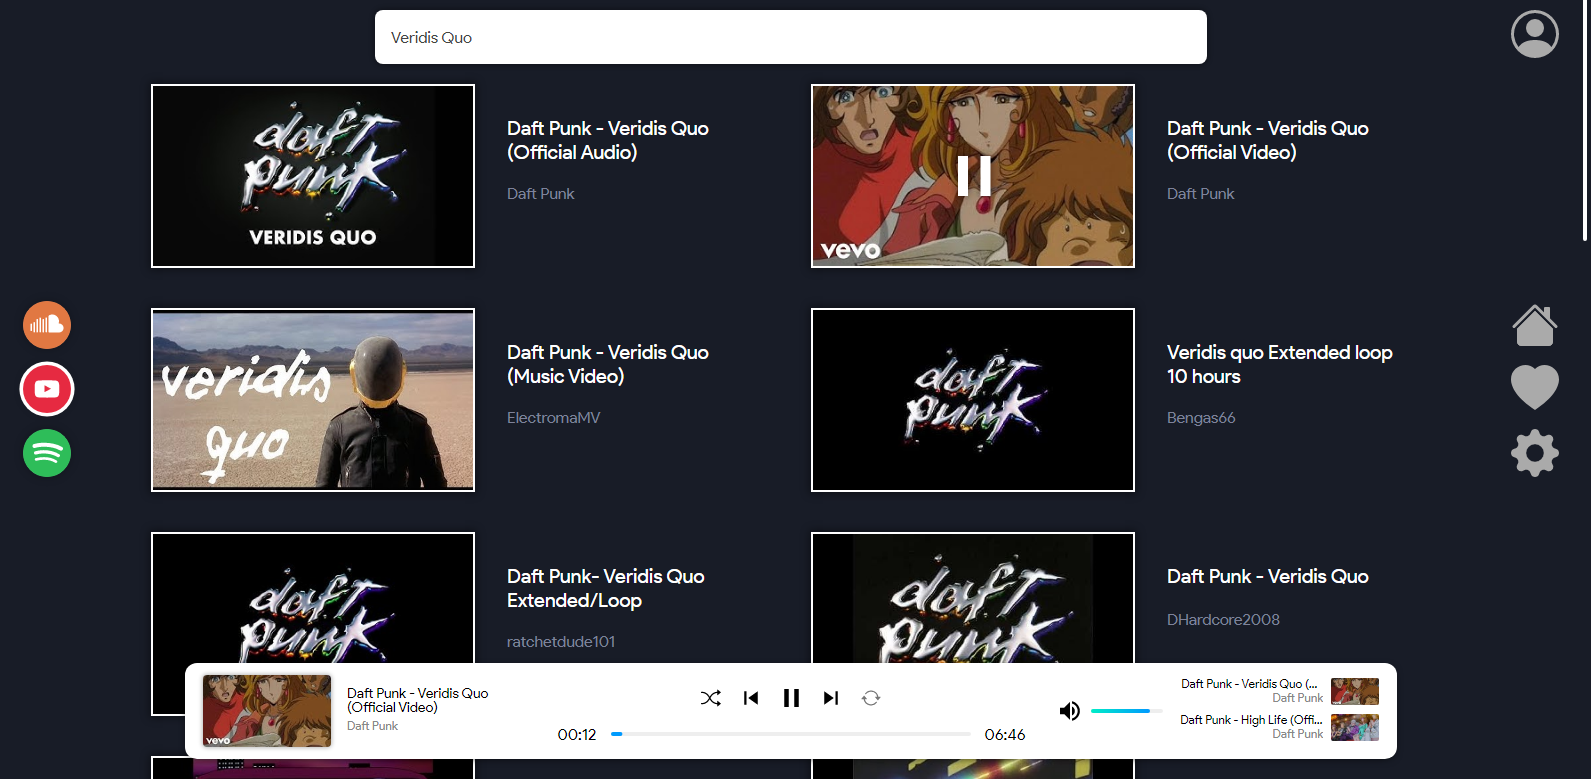 Veridis Quo
daft
punk
VERIDIS QUO
Daft Punk - Veridis Quo
(Official Audio)
Daft Punk
vevo
Daft Punk - Veridis Quo
(Official Video)
Daft Punk
veridis
quo
Daft Punk - Veridis Quo
(Music Video)
ElectromaMV
daft
punk
Veridis quo Extended loop
10 hours
Bengas66
daft
punk
Daft Punk- Veridis Quo
Extended/Loop
ratchetdude101
daft
punk
Daft Punk - Veridis Quo
DHardcore2008
vevo
Daft Punk - Veridis Quo
(Official Video)
Daft Punk
00:12
06:46
Daft Punk - Veridis Quo (...
Daft Punk
Daft Punk - High Life (Offi...
Daft Punk